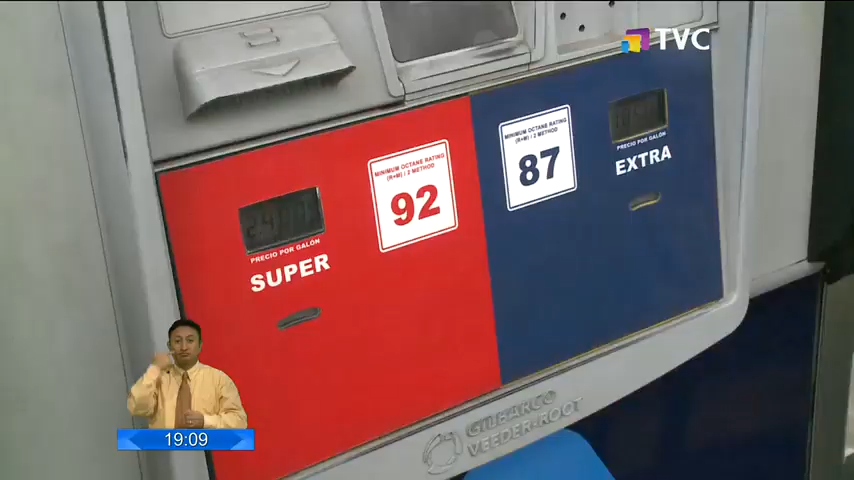 TVC
MINIMUM OCTANE RATING
(R+M) / 2 METHOD
87
PRECIO POR GALÓN
EXTRA
MINIMUM OCTANE RATING
(R+M) / 2 METHOD
92
PRECIO POR GALÓN
SUPER
GILBARCO
VEEDER-ROOT
19:09